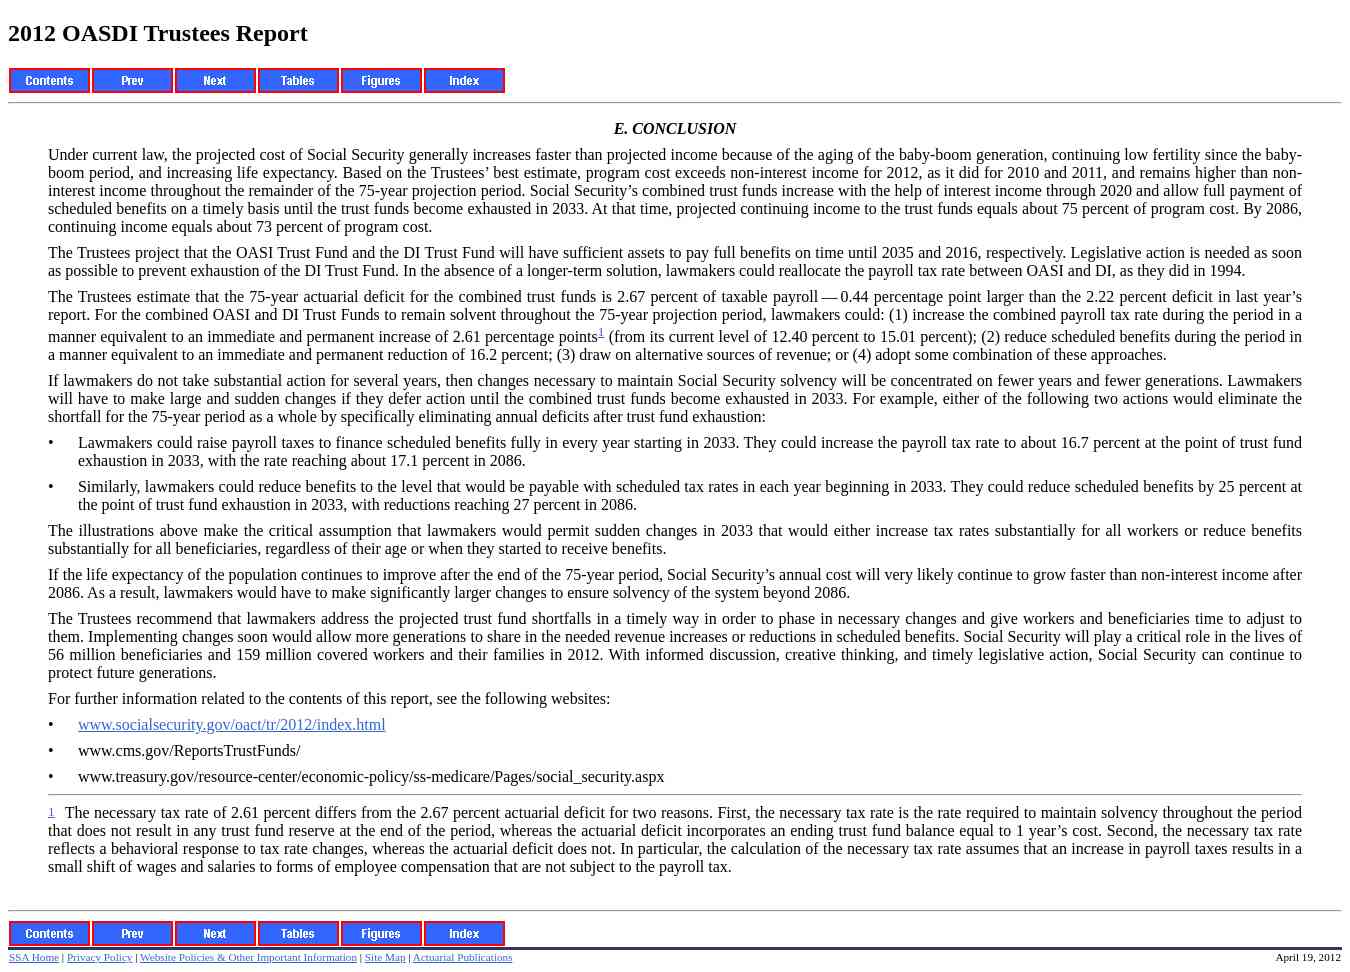 2012 OASDI Trustees Report
Contents Prev Next Tables Figures Index
E. CONCLUSION
Under current law, the projected cost of Social Security generally increases faster than projected income because of the aging of the baby-boom generation, continuing low fertility since the baby-
boom period, and increasing life expectancy. Based on the Trustees’ best estimate, program cost exceeds non-interest income for 2012, as it did for 2010 and 2011, and remains higher than non-
interest income throughout the remainder of the 75-year projection period. Social Security’s combined trust funds increase with the help of interest income through 2020 and allow full payment of
scheduled benefits on a timely basis until the trust funds become exhausted in 2033. At that time, projected continuing income to the trust funds equals about 75 percent of program cost. By 2086,
continuing income equals about 73 percent of program cost.
The Trustees project that the OASI Trust Fund and the DI Trust Fund will have sufficient assets to pay full benefits on time until 2035 and 2016, respectively. Legislative action is needed as soon
as possible to prevent exhaustion of the DI Trust Fund. In the absence of a longer-term solution, lawmakers could reallocate the payroll tax rate between OASI and DI, as they did in 1994.
The Trustees estimate that the 75-year actuarial deficit for the combined trust funds is 2.67 percent of taxable payroll — 0.44 percentage point larger than the 2.22 percent deficit in last year’s
report. For the combined OASI and DI Trust Funds to remain solvent throughout the 75-year projection period, lawmakers could: (1) increase the combined payroll tax rate during the period in a
manner equivalent to an immediate and permanent increase of 2.61 percentage points1 (from its current level of 12.40 percent to 15.01 percent); (2) reduce scheduled benefits during the period in
a manner equivalent to an immediate and permanent reduction of 16.2 percent; (3) draw on alternative sources of revenue; or (4) adopt some combination of these approaches.
If lawmakers do not take substantial action for several years, then changes necessary to maintain Social Security solvency will be concentrated on fewer years and fewer generations. Lawmakers
will have to make large and sudden changes if they defer action until the combined trust funds become exhausted in 2033. For example, either of the following two actions would eliminate the
shortfall for the 75-year period as a whole by specifically eliminating annual deficits after trust fund exhaustion:
• Lawmakers could raise payroll taxes to finance scheduled benefits fully in every year starting in 2033. They could increase the payroll tax rate to about 16.7 percent at the point of trust fund
exhaustion in 2033, with the rate reaching about 17.1 percent in 2086.
• Similarly, lawmakers could reduce benefits to the level that would be payable with scheduled tax rates in each year beginning in 2033. They could reduce scheduled benefits by 25 percent at
the point of trust fund exhaustion in 2033, with reductions reaching 27 percent in 2086.
The illustrations above make the critical assumption that lawmakers would permit sudden changes in 2033 that would either increase tax rates substantially for all workers or reduce benefits
substantially for all beneficiaries, regardless of their age or when they started to receive benefits.
If the life expectancy of the population continues to improve after the end of the 75-year period, Social Security’s annual cost will very likely continue to grow faster than non-interest income after
2086. As a result, lawmakers would have to make significantly larger changes to ensure solvency of the system beyond 2086.
The Trustees recommend that lawmakers address the projected trust fund shortfalls in a timely way in order to phase in necessary changes and give workers and beneficiaries time to adjust to
them. Implementing changes soon would allow more generations to share in the needed revenue increases or reductions in scheduled benefits. Social Security will play a critical role in the lives of
56 million beneficiaries and 159 million covered workers and their families in 2012. With informed discussion, creative thinking, and timely legislative action, Social Security can continue to
protect future generations.
For further information related to the contents of this report, see the following websites:
• www.socialsecurity.gov/oact/tr/2012/index.html
• www.cms.gov/ReportsTrustFunds/
• www.treasury.gov/resource-center/economic-policy/ss-medicare/Pages/social_security.aspx
1 The necessary tax rate of 2.61 percent differs from the 2.67 percent actuarial deficit for two reasons. First, the necessary tax rate is the rate required to maintain solvency throughout the period
that does not result in any trust fund reserve at the end of the period, whereas the actuarial deficit incorporates an ending trust fund balance equal to 1 year’s cost. Second, the necessary tax rate
reflects a behavioral response to tax rate changes, whereas the actuarial deficit does not. In particular, the calculation of the necessary tax rate assumes that an increase in payroll taxes results in a
small shift of wages and salaries to forms of employee compensation that are not subject to the payroll tax.
Contents Prev Next Tables Figures Index
SSA Home | Privacy Policy | Website Policies & Other Important Information | Site Map | Actuarial Publications April 19, 2012